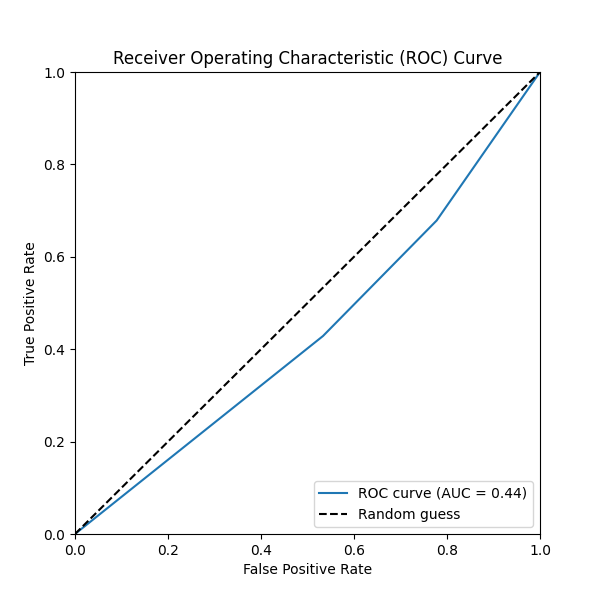 Receiver Operating Characteristic (ROC) Curve
1.0
0.8
0.6
0.4
0.2
0.0
True Positive Rate
ROC curve (AUC = 0.44)
Random guess
0.0 0.2 0.4 0.6 0.8 1.0
False Positive Rate